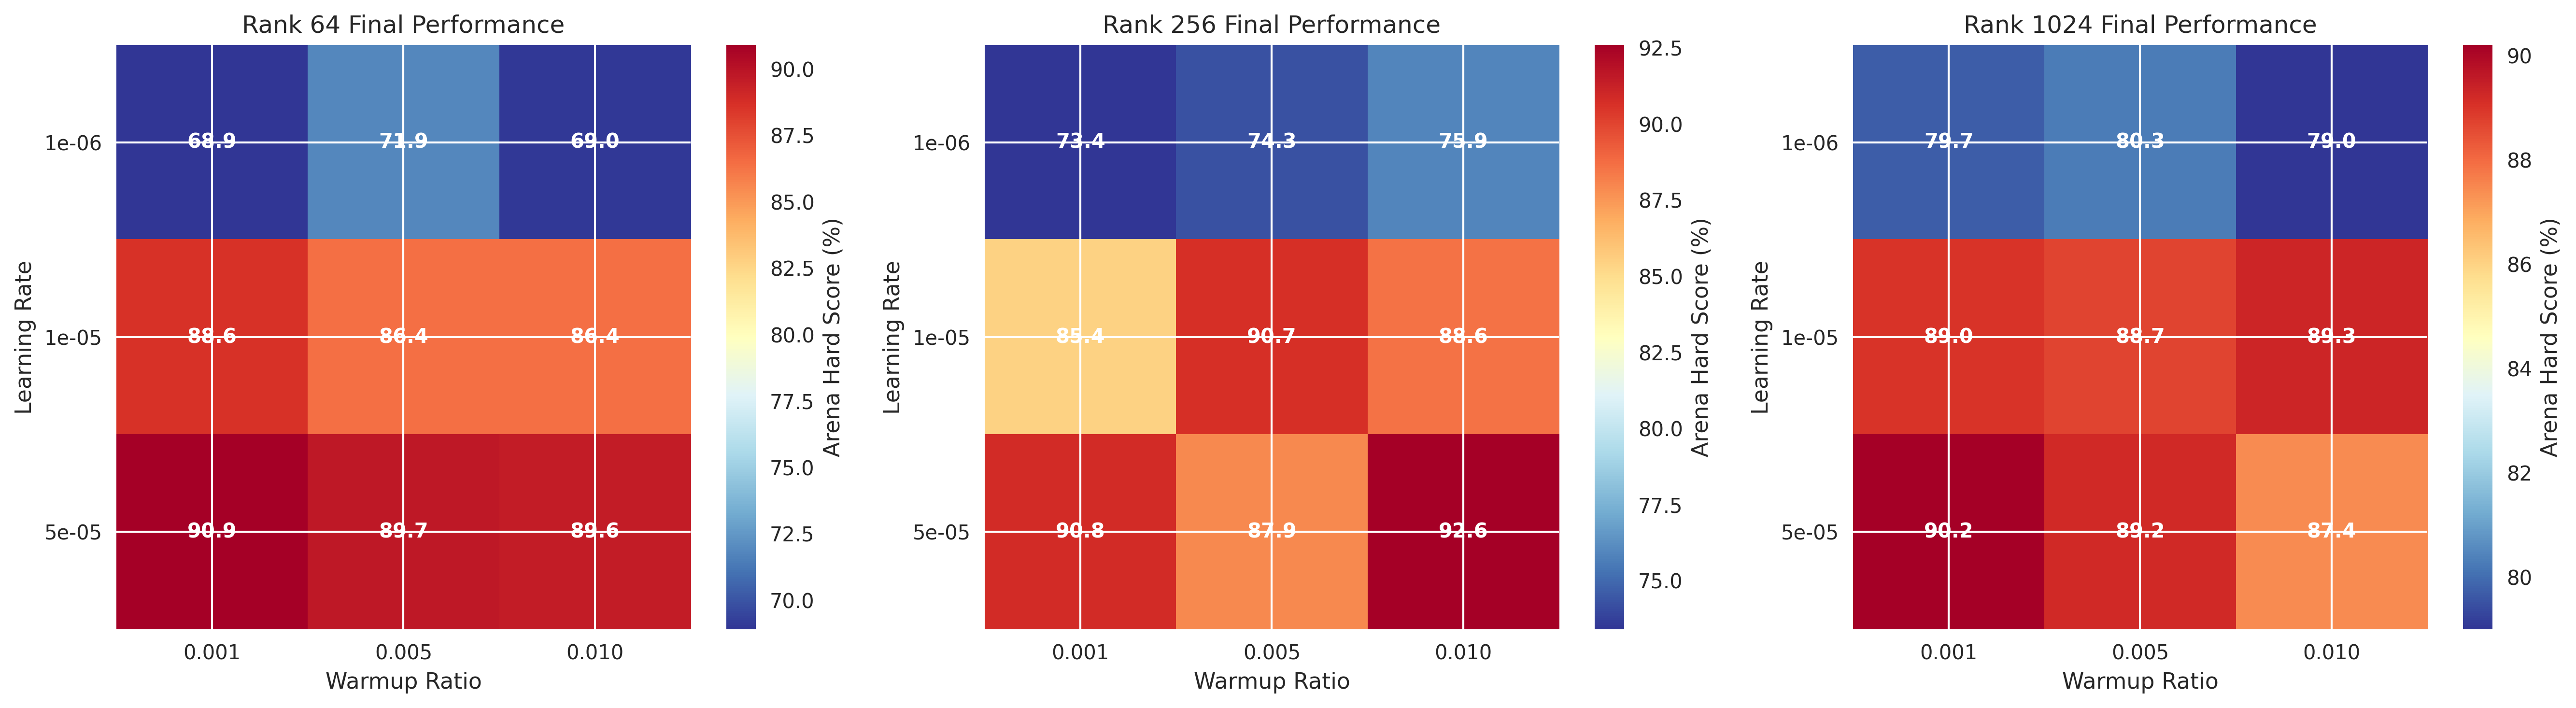 Rank 64 Final Performance
Learning Rate
1e-06
1e-05
5e-05
68.9 71.9 69.0
88.6 86.4 86.4
90.9 89.7 89.6
0.001 0.005 0.010
Warmup Ratio
90.0
87.5
85.0
82.5
80.0
77.5
75.0
72.5
70.0
Arena Hard Score (%)
Rank 256 Final Performance
Learning Rate
1e-06
1e-05
5e-05
73.4 74.3 75.9
85.4 90.7 88.6
90.8 87.9 92.6
0.001 0.005 0.010
Warmup Ratio
92.5
90.0
87.5
85.0
82.5
80.0
77.5
75.0
Arena Hard Score (%)
Rank 1024 Final Performance
Learning Rate
1e-06
1e-05
5e-05
79.7 80.3 79.0
89.0 88.7 89.3
90.2 89.2 87.4
0.001 0.005 0.010
Warmup Ratio
90
88
86
84
82
80
Arena Hard Score (%)